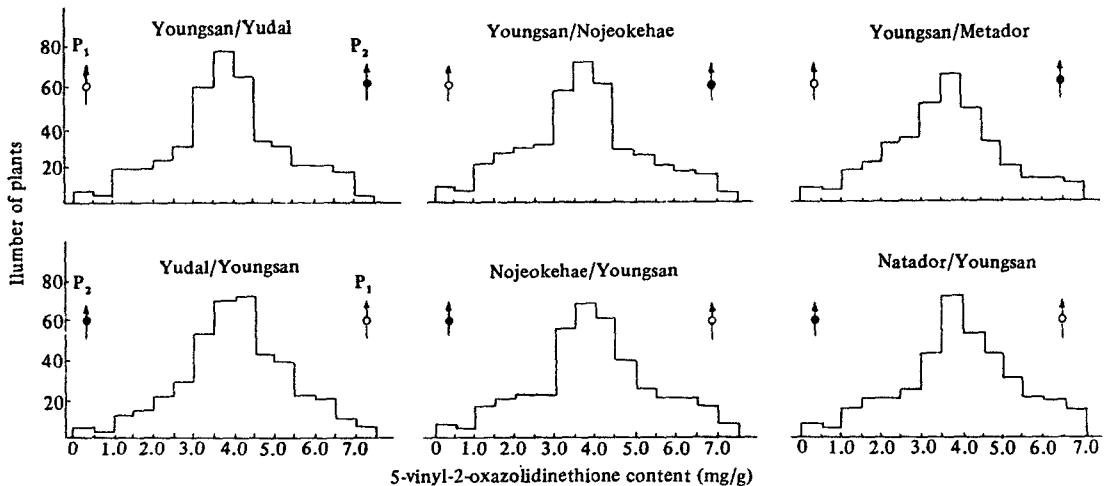 Youngsan/Yudal
Youngsan/Nojeokehae
Youngsan/Metador
P1
P2
80
60
40
20
Ilumber of plants
Yudal/Youngsan
Nojeokehae/Youngsan
Natador/Youngsan
P2
P1
80
60
40
20
0 1.0 2.0 3.0 4.0 5.0 6.0 7.0
0 1.0 2.0 3.0 4.0 5.0 6.0 7.0
0 1.0 2.0 3.0 4.0 5.0 6.0 7.0
5-vinyl-2-oxazolidinethione content (mg/g)